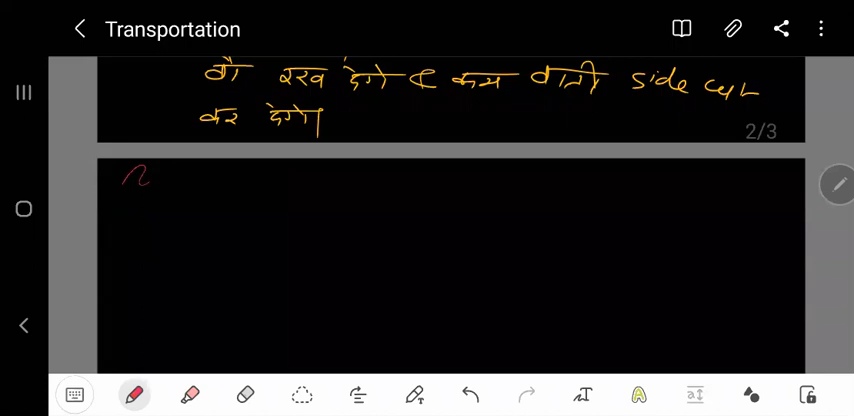 Transportation
को रख देंगे & कम वाली side cut
कर देंगे।
2/3